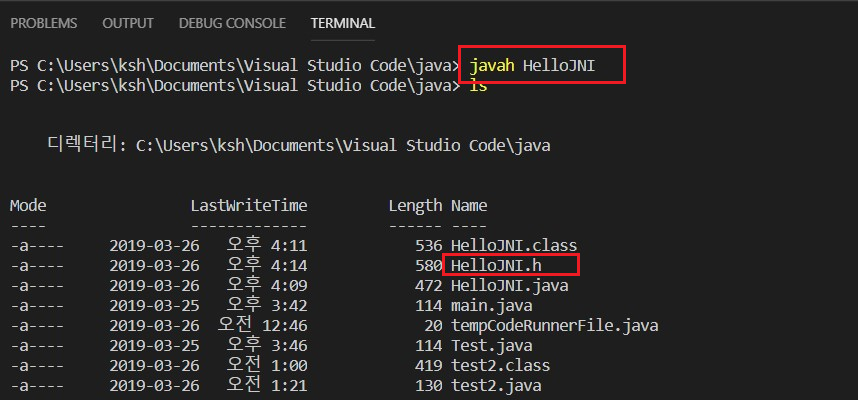 PROBLEMS OUTPUT DEBUG CONSOLE TERMINAL
PS C:\Users\ksh\Documents\Visual Studio Code\java> javah HelloJNI
PS C:\Users\ksh\Documents\Visual Studio Code\java> ls
디렉터리: C:\Users\ksh\Documents\Visual Studio Code\java
Mode LastWriteTime Length Name
---- ------------- ------ ----
-a---- 2019-03-26 오후 4:11 536 HelloJNI.class
-a---- 2019-03-26 오후 4:14 580 HelloJNI.h
-a---- 2019-03-26 오후 4:09 472 HelloJNI.java
-a---- 2019-03-25 오후 3:42 114 main.java
-a---- 2019-03-26 오전 12:46 20 tempCodeRunnerFile.java
-a---- 2019-03-25 오후 3:46 114 Test.java
-a---- 2019-03-26 오전 1:00 419 test2.class
-a---- 2019-03-26 오전 1:21 130 test2.java